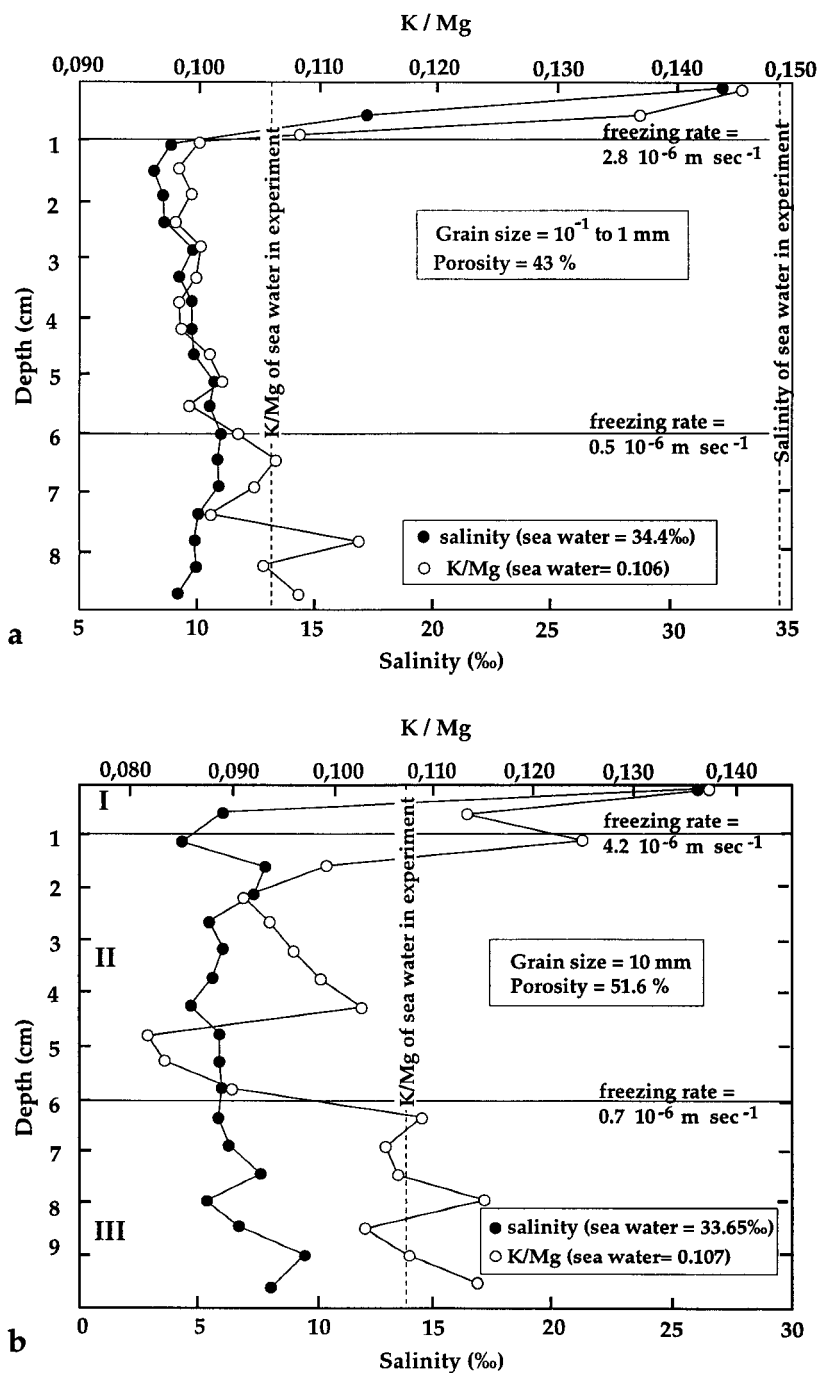 K / Mg
0,090 0,100 0,113 0,120 0,130 0,144 0,150
freezing rate =
2.8 10-6 m sec-1
Grain size = 10-1 to 1 mm
Porosity = 43 %
K/Mg of sea water in experiment
Salinity of sea water in experiment
freezing rate =
0.5 10-6 m sec-1
salinity (sea water = 34.4‰)
K/Mg (sea water= 0.106)
Depth (cm)
1
2
3
4
5
6
7
8
5 10 15 20 25 30 35
Salinity (‰)
a
K / Mg
0,080 0,090 0,100 0,113 0,120 0,130 0,140
I
freezing rate =
4.2 10-6 m sec-1
II
Grain size = 10 mm
Porosity = 51.6 %
K/Mg of sea water in experiment
freezing rate =
0.7 10-6 m sec-1
III
salinity (sea water = 33.65‰)
K/Mg (sea water= 0.107)
Depth (cm)
1
2
3
4
5
6
7
8
9
0 5 10 15 20 25 30
Salinity (‰)
b